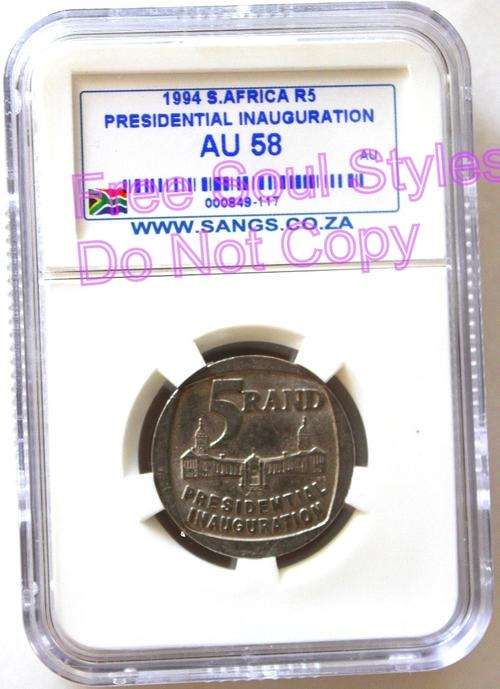 1994 S.AFRICA R5
PRESIDENTIAL INAUGURATION
AU 58
AU
Free Soul Styles
000849-117
WWW.SANGS.CO.ZA
Do Not Copy
5 RAND
PRESIDENTIAL
INAUGURATION